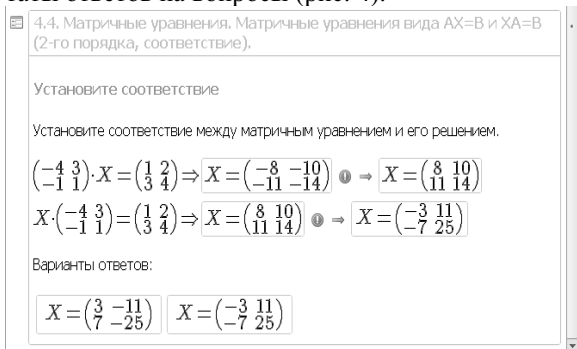 4.4. Матричные уравнения. Матричные уравнения вида AX=B и XA=B
(2-го порядка, соответствие).
Установите соответствие
Установите соответствие между матричным уравнением и его решением.
(−4 3 −1 1)·X=(1 2 3 4)⇒ X=(−8 −10 −11 −14) ⇒ X=(8 10 11 14)
X·(−4 3 −1 1)=(1 2 3 4)⇒ X=(8 10 11 14) ⇒ X=(−3 11 −7 25)
Варианты ответов:
X=(3 −11 7 −25) X=(−3 11 −7 25)